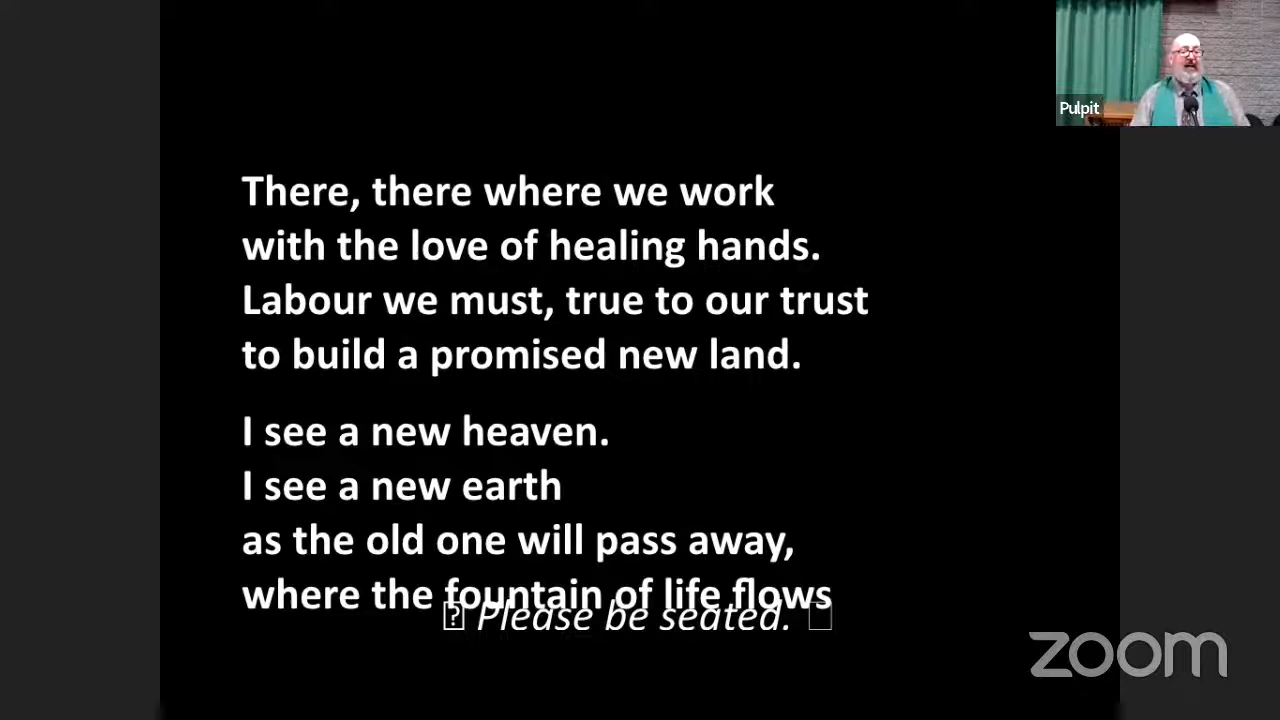 Pulpit
There, there where we work
with the love of healing hands.
Labour we must, true to our trust
to build a promised new land.
I see a new heaven.
I see a new earth
as the old one will pass away,
where the fountain of life flows
Please be seated.
zoom